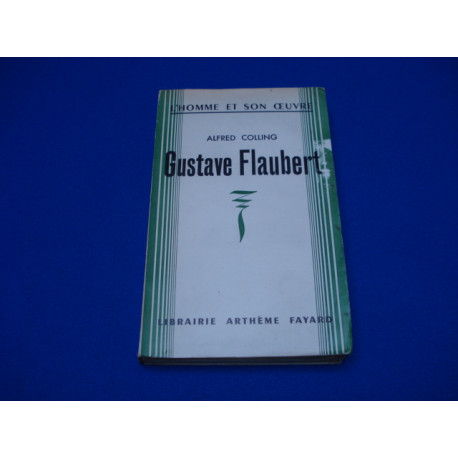 L'HOMME ET SON ŒUVRE
ALFRED COLLING
Gustave Flaubert
LIBRAIRIE ARTHÈME FAYARD